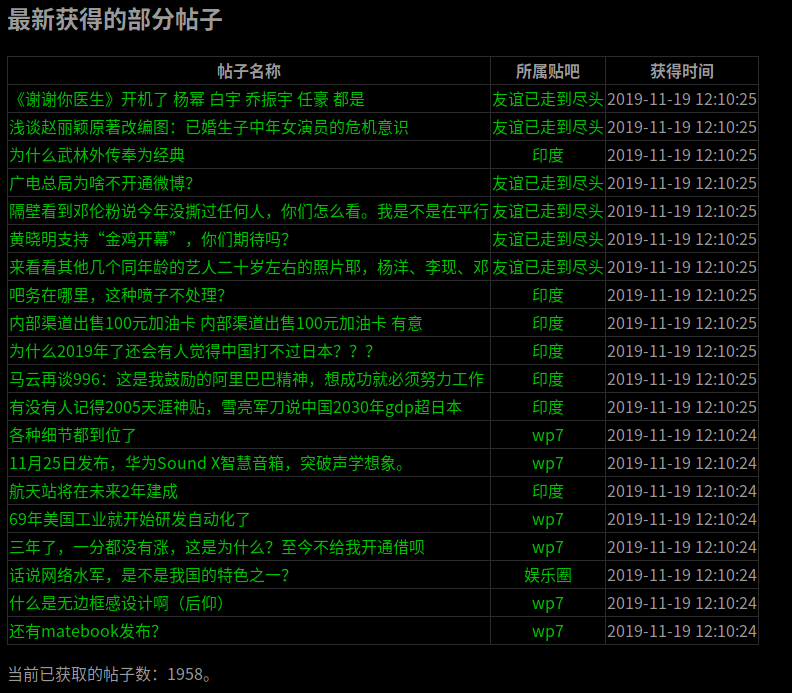 最新获得的部分帖子
帖子名称 所属贴吧 获得时间
《谢谢你医生》开机了 杨幂 白宇 乔振宇 任豪 都是 友谊已走到尽头 2019-11-19 12:10:25
浅谈赵丽颖原著改编图：已婚生子中年女演员的危机意识 友谊已走到尽头 2019-11-19 12:10:25
为什么武林外传奉为经典 印度 2019-11-19 12:10:25
广电总局为啥不开通微博？ 友谊已走到尽头 2019-11-19 12:10:25
隔壁看到邓伦粉说今年没撕过任何人，你们怎么看。我是不是在平行 友谊已走到尽头 2019-11-19 12:10:25
黄晓明支持“金鸡开幕”，你们期待吗？ 友谊已走到尽头 2019-11-19 12:10:25
来看看其他几个同年龄的艺人二十岁左右的照片耶，杨洋、李现、邓 友谊已走到尽头 2019-11-19 12:10:25
吧务在哪里，这种喷子不处理？ 印度 2019-11-19 12:10:25
内部渠道出售100元加油卡 内部渠道出售100元加油卡 有意 印度 2019-11-19 12:10:25
为什么2019年了还会有人觉得中国打不过日本？？？ 印度 2019-11-19 12:10:25
马云再谈996：这是我鼓励的阿里巴巴精神，想成功就必须努力工作 印度 2019-11-19 12:10:25
有没有人记得2005天涯神贴，雪亮军刀说中国2030年gdp超日本 印度 2019-11-19 12:10:25
各种细节都到位了 wp7 2019-11-19 12:10:24
11月25日发布，华为Sound X智慧音箱，突破声学想象。 wp7 2019-11-19 12:10:24
航天站将在未来2年建成 印度 2019-11-19 12:10:24
69年美国工业就开始研发自动化了 wp7 2019-11-19 12:10:24
三年了，一分都没有涨，这是为什么？至今不给我开通借呗 wp7 2019-11-19 12:10:24
话说网络水军，是不是我国的特色之一？ 娱乐圈 2019-11-19 12:10:24
什么是无边框感设计啊（后仰） wp7 2019-11-19 12:10:24
还有matebook发布？ wp7 2019-11-19 12:10:24
当前已获取的帖子数：1958。